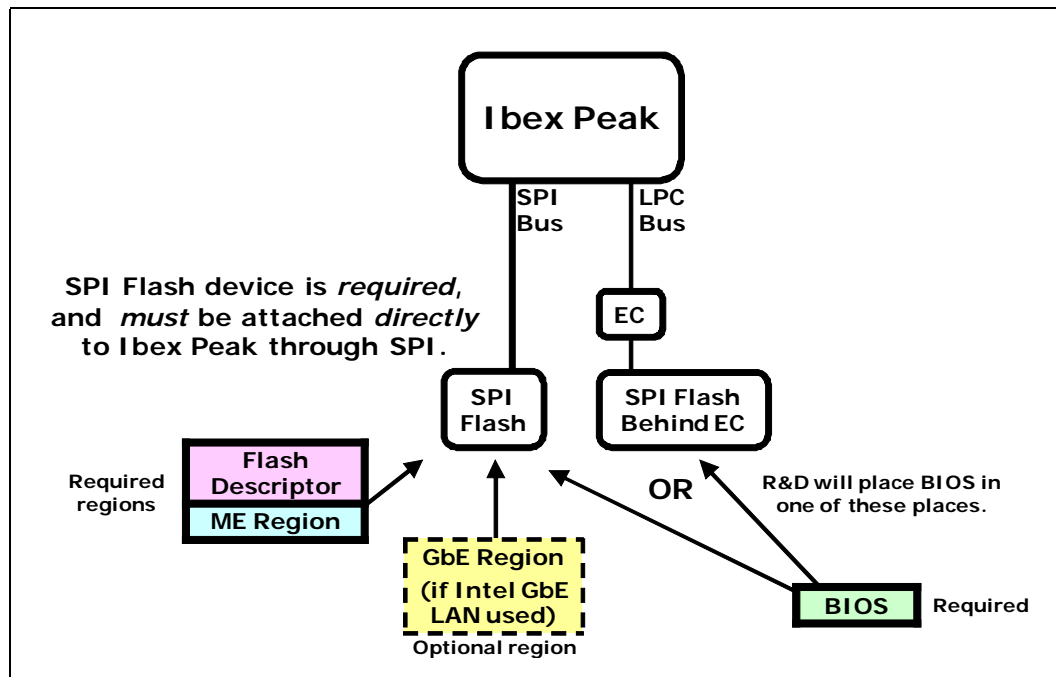 Ibex Peak
SPI
Bus
LPC
Bus
SPI Flash device is required,
and must be attached directly
to Ibex Peak through SPI.
EC
SPI
Flash
SPI Flash
Behind EC
Required
regions
Flash
Descriptor
ME Region
OR
R&D will place BIOS in
one of these places.
GbE Region
(if Intel GbE
LAN used)
Optional region
BIOS
Required